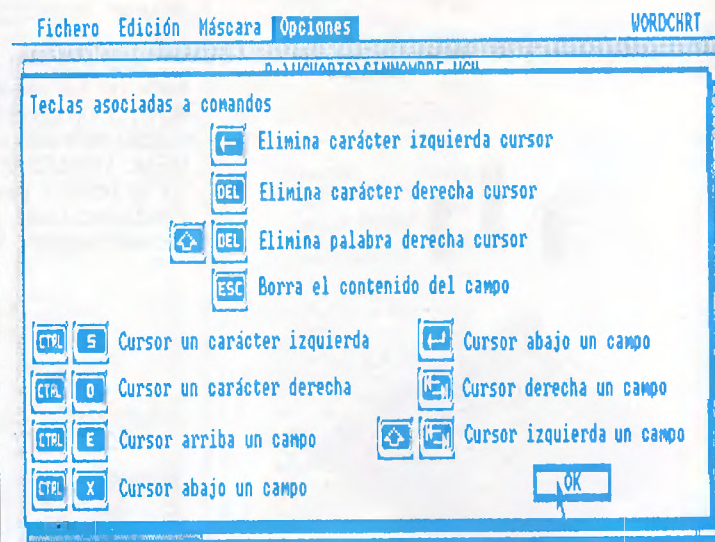 Fichero Edición Máscara Opciones WORDCHRT
Teclas asociadas a comandos
← Elimina carácter izquierda cursor
DEL Elimina carácter derecha cursor
DEL Elimina palabra derecha cursor
ESC Borra el contenido del campo
CTRL S Cursor un carácter izquierda
Cursor abajo un campo
CTRL D Cursor un carácter derecha
Cursor derecha un campo
CTRL E Cursor arriba un campo
Cursor izquierda un campo
CTRL X Cursor abajo un campo
OK